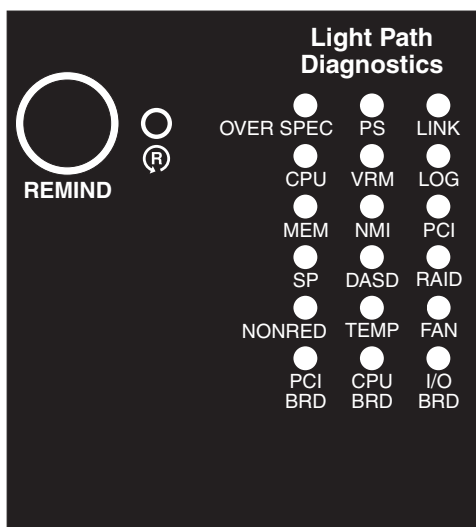 Light Path
Diagnostics
REMIND
R
OVER SPEC PS LINK
CPU VRM LOG
MEM NMI PCI
SP DASD RAID
NONRED TEMP FAN
PCI CPU I/O
BRD BRD BRD